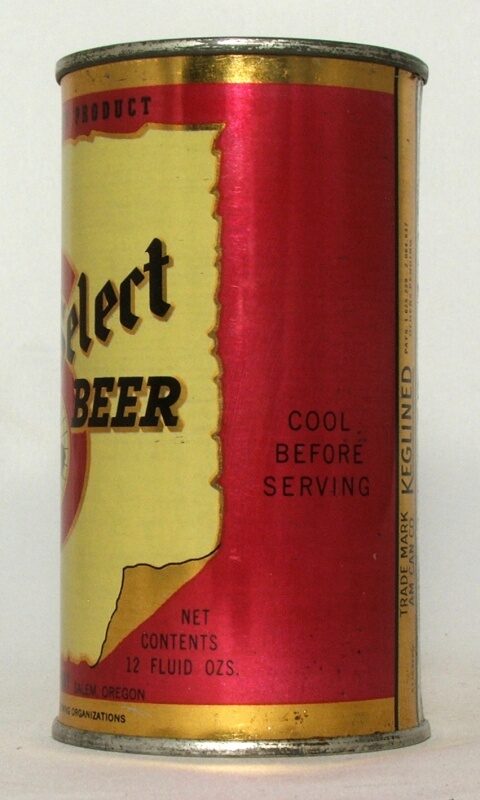 PRODUCT
Select
BEER
COOL
BEFORE
SERVING
NET
CONTENTS
12 FLUID OZS.
SALEM, OREGON
ORGANIZATIONS
TRADE MARK KEGLINED
AM. CAN CO.